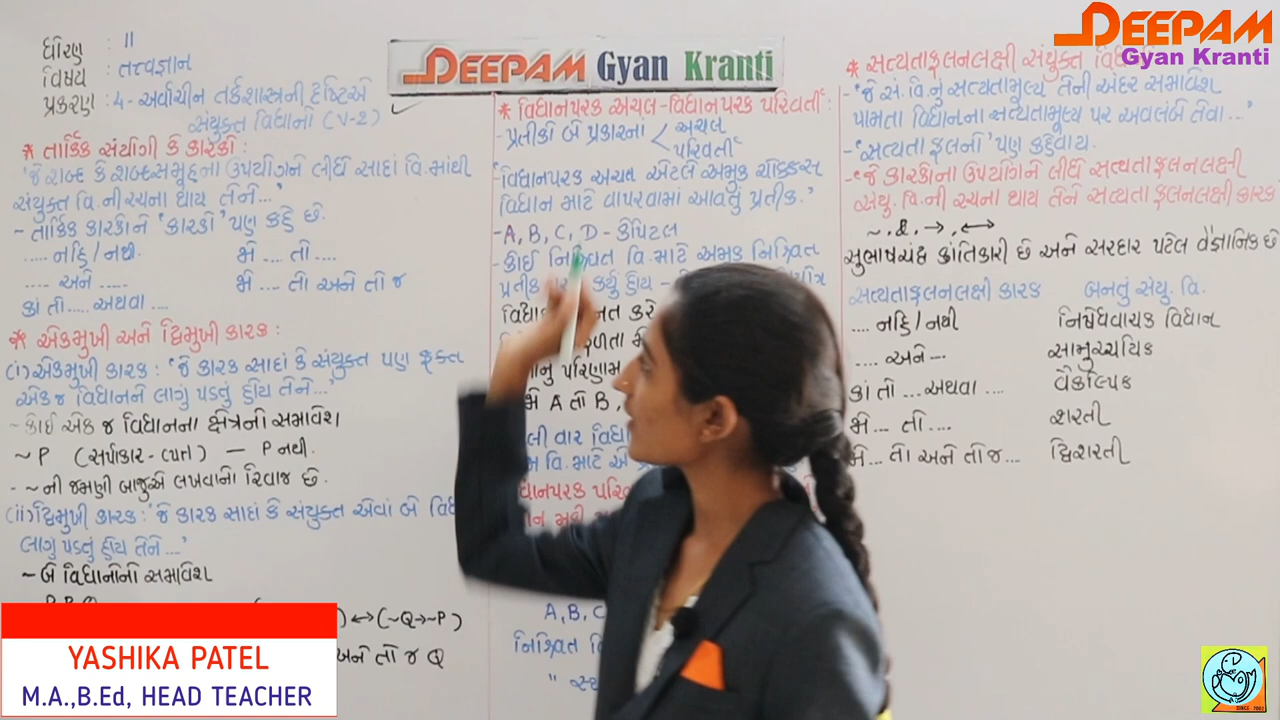 ધોરણ : 11
વિષય : તત્ત્વજ્ઞાન
પ્રકરણ : 4 - અર્વાચીન તર્કશાસ્ત્રની દૃષ્ટિએ
સંયુક્ત વિધાનો (V-2)
* તાર્કિક સંયોગી કે કારકો :
'જે શબ્દ કે શબ્દસમૂહના ઉપયોગને લીધે સાદાં વિ.માંથી
સંયુક્ત વિ.ની રચના થાય તેને...'
~ તાર્કિક કારકોને 'કારકો' પણ કહે છે.
..... નહિ/નથી. જો ... તો ....
.... અને ..... જો ... તો અને તો જ
કાં તો .... અથવા ....
* એકમુખી અને દ્વિમુખી કારક :
(i) એકમુખી કારક : 'જે કારક સાદાં કે સંયુક્ત પણ ફક્ત
એક જ વિધાનને લાગુ પડતું હોય તેને...'
~ કોઈ એક જ વિધાનના ક્ષેત્રનો સમાવેશ
~ P (સર્પાકાર - curl) — P નથી.
- ~ ની જમણી બાજુએ લખવાનો રિવાજ છે.
(ii) દ્વિમુખી કારક : 'જે કારક સાદાં કે સંયુક્ત એવાં બે
લાગુ પડતું હોય તેને ...'
~ બે વિધાનોનો સમાવેશ
) ↔ (~Q → ~P)
અને તો જ Q
DEEPAM Gyan Kranti
* વિધાનપરક અચલ - વિધાનપરક પરિવર્તી :
- પ્રતીકો બે પ્રકારના < અચલ
પરિવર્તી
'વિધાનપરક અચલ એટલે અમુક ચોક્કસ
વિધાન માટે વાપરવામાં આવતું પ્રતીક.'
- A, B, C, D - કેપિટલ
- કોઈ નિશ્ચિત વિ. માટે અમુક નિશ્ચિત
પ્રતીક કર્યું હોય -
પરિણામ
જો A તો B,
વાર
વિ. માટે એ
A, B, C
નિશ્ચિત
* સત્યતાફલનલક્ષી સંયુક્ત
- 'જે સં. વિ.નું સત્યતામૂલ્ય તેની અંદર સમાવેશ
પામતા વિધાનના સત્યતામૂલ્ય પર અવલંબે તેવા ...'
- 'સત્યતા ફલનો' પણ કહેવાય.
- 'જે કારકોના ઉપયોગને લીધે સત્યતાફલનલક્ષી
સંયુ. વિ.ની રચના થાય તેને સત્યતાફલનલક્ષી કારક
~, &, →, ↔
સુભાષચંદ્ર ક્રાંતિકારી છે અને સરદાર પટેલ વૈજ્ઞાનિક છે
સત્યતાફલનલક્ષી કારક બનતું સંયુ. વિ.
.... નહિ/નથી નિષેધવાચક વિધાન
.... અને -- સામુચ્ચયિક
કાં તો ... અથવા .... વૈકલ્પિક
જો ... તો .... શરતી
જો ... તો અને તો જ ... દ્વિશરતી
DEEPAM
Gyan Kranti
YASHIKA PATEL
M.A.,B.Ed, HEAD TEACHER